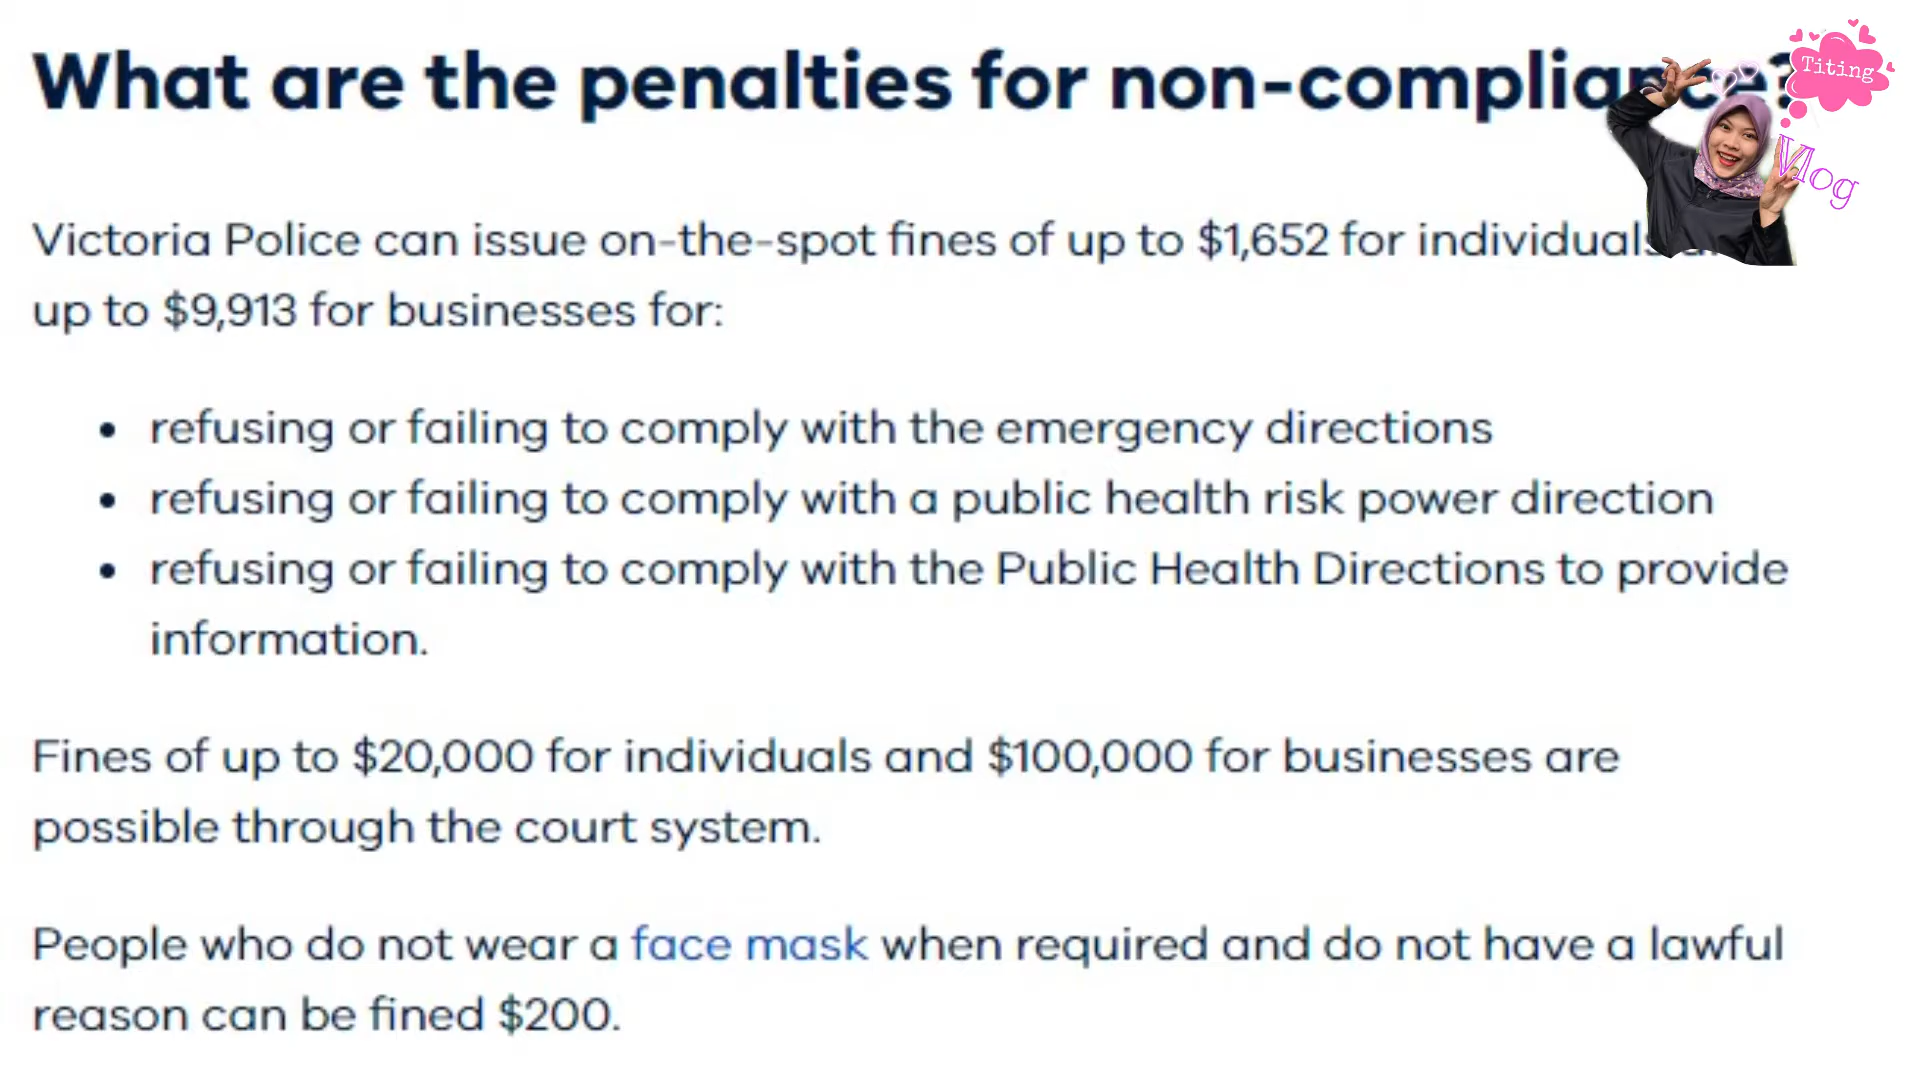 What are the penalties for non-compliance?
Titing
Vlog
Victoria Police can issue on-the-spot fines of up to $1,652 for individuals
up to $9,913 for businesses for:
• refusing or failing to comply with the emergency directions
• refusing or failing to comply with a public health risk power direction
• refusing or failing to comply with the Public Health Directions to provide
information.
Fines of up to $20,000 for individuals and $100,000 for businesses are
possible through the court system.
People who do not wear a face mask when required and do not have a lawful
reason can be fined $200.